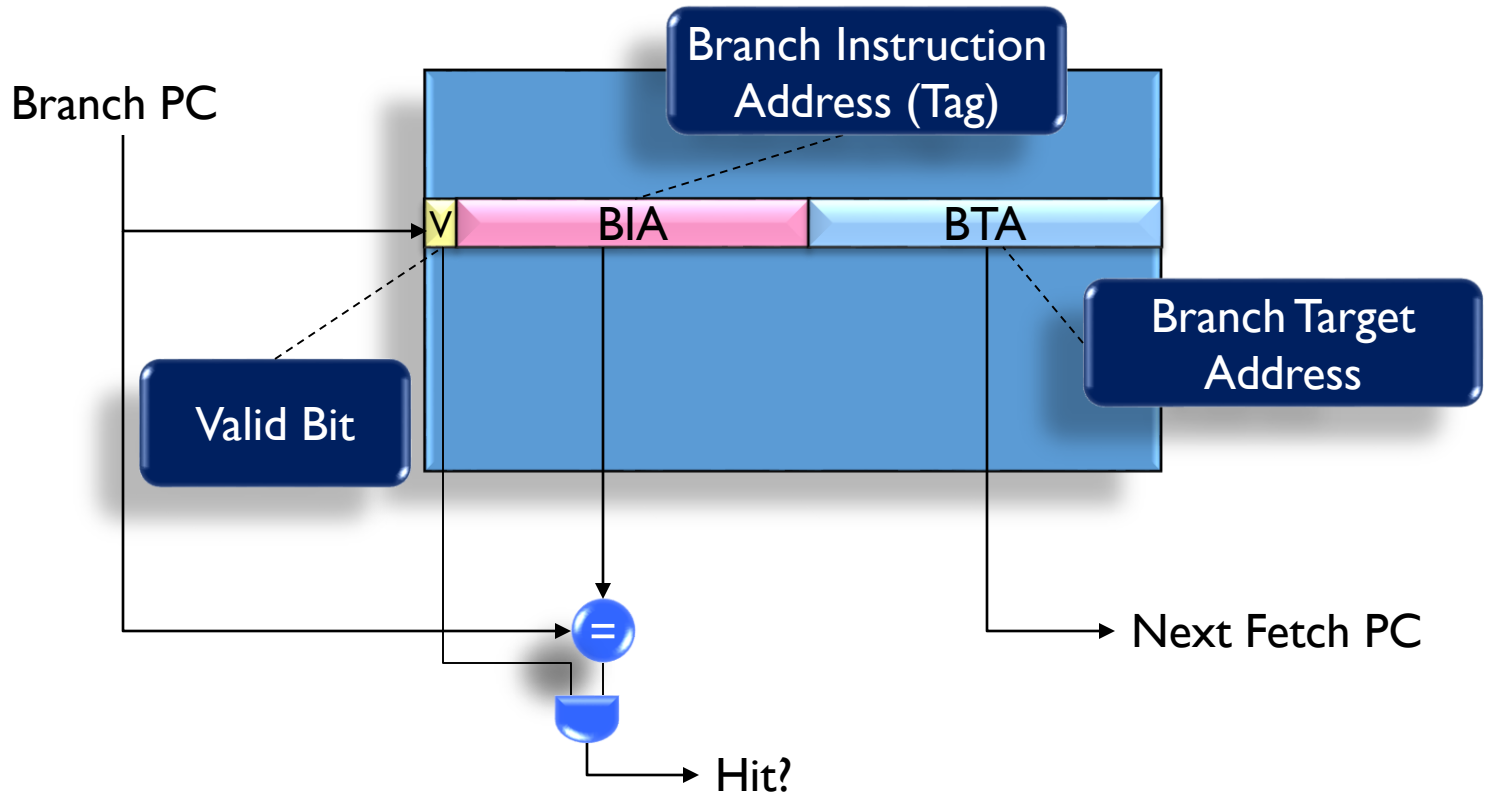 Branch Instruction
Address (Tag)
Branch PC
V
BIA
BTA
Branch Target
Address
Valid Bit
=
Next Fetch PC
Hit?